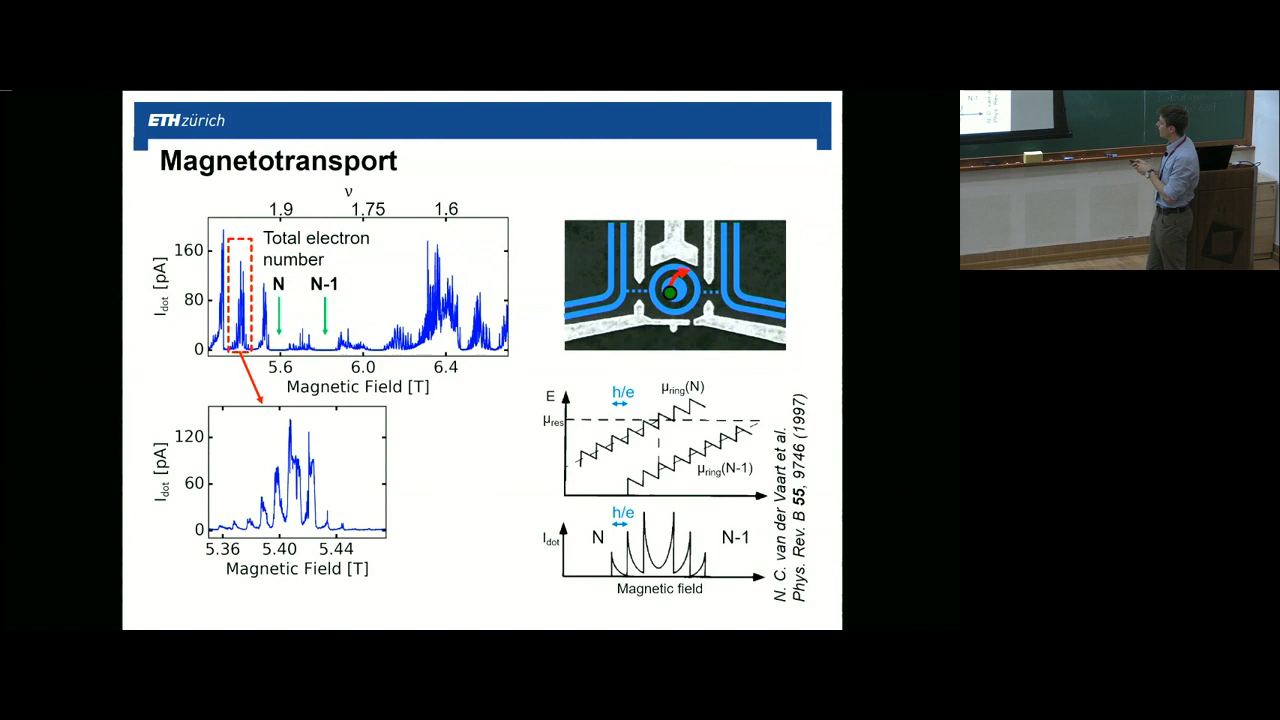 ETH zürich
Magnetotransport
ν
1.9 1.75 1.6
Total electron
number
N N-1
160
80
0
I_dot [pA]
5.6 6.0 6.4
Magnetic Field [T]
120
60
0
I_dot [pA]
5.36 5.40 5.44
Magnetic Field [T]
h/e
μ_ring(N)
E
μ_res
μ_ring(N-1)
h/e
I_dot
N N-1
Magnetic field
N. C. van der Vaart et al.
Phys. Rev. B 55, 9746 (1997)
N-1